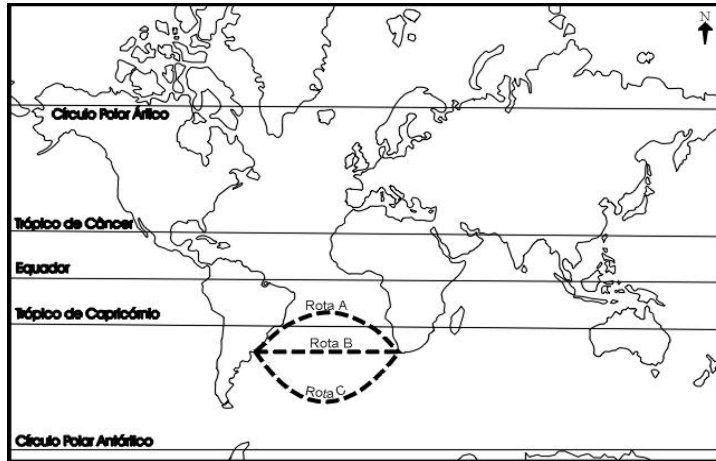 N
Círculo Polar Ártico
Trópico de Câncer
Equador
Rota A
Trópico de Capricórnio
Rota B
Rota C
Círculo Polar Antártico